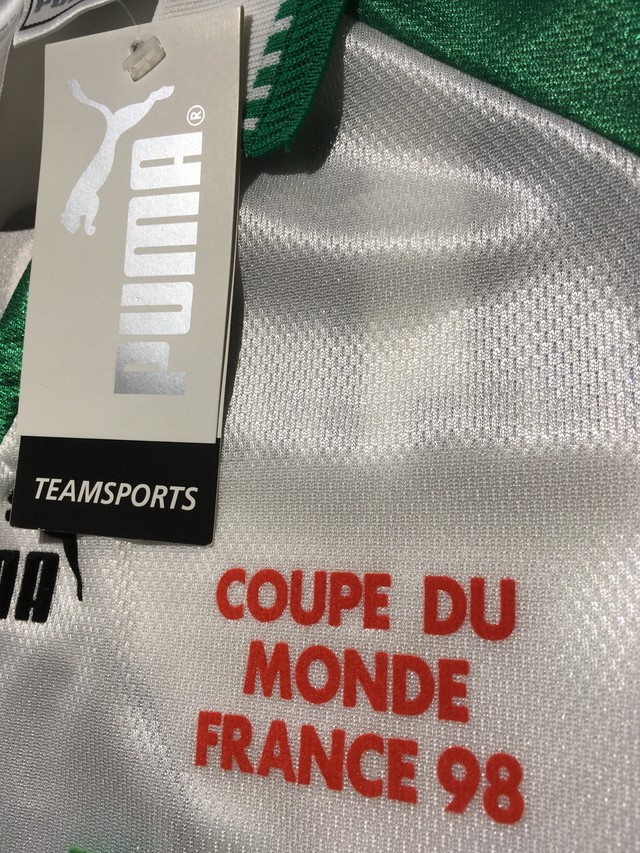 PUMA®
TEAMSPORTS
COUPE DU
MONDE
FRANCE 98